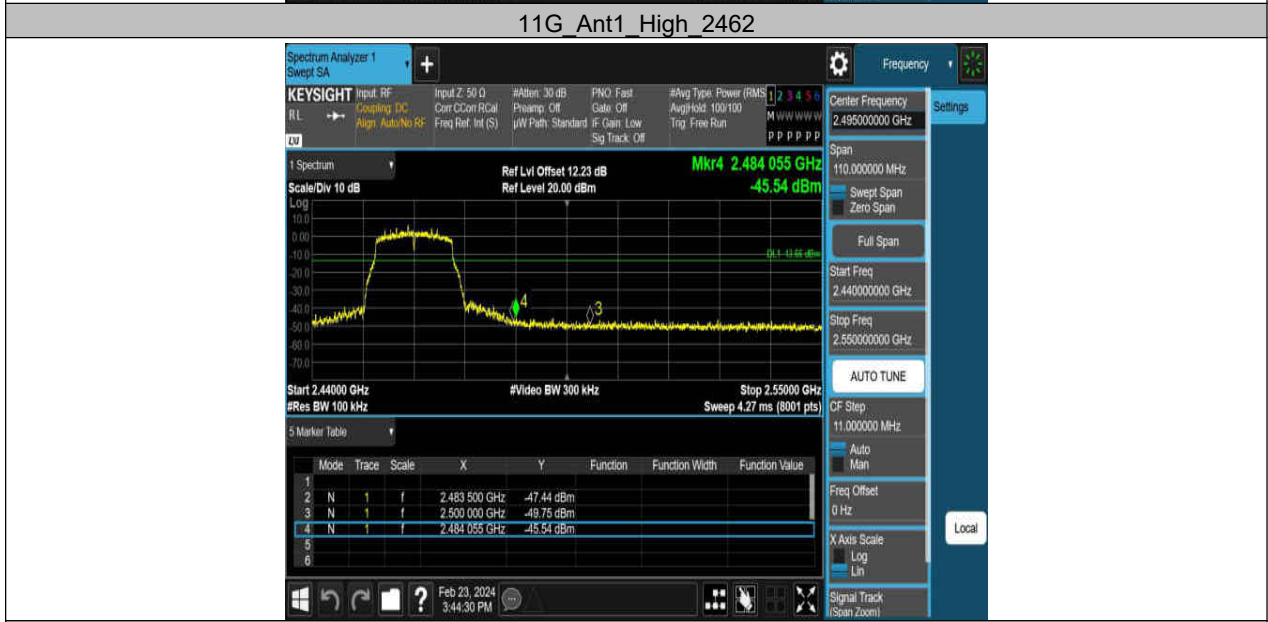 11G_Ant1_High_2462
Spectrum Analyzer 1
Swept SA
+
Frequency
KEYSIGHT
RL
Input: RF
Coupling: DC
Align: Auto/No RF
Input Z: 50 Ω
Corr CCorr RCal
Freq Ref: Int (S)
#Atten: 30 dB
Preamp: Off
µW Path: Standard
PNO: Fast
Gate: Off
IF Gain: Low
Sig Track: Off
#Avg Type: Power (RMS
Avg|Hold: 100/100
Trig: Free Run
1 2 3 4 5 6
M W W W W W
P P P P P P
LXI
1 Spectrum
Scale/Div 10 dB
Log
Ref Lvl Offset 12.23 dB
Ref Level 20.00 dBm
Mkr4 2.484 055 GHz
-45.54 dBm
10.0
0.00
-10.0
-20.0
-30.0
-40.0
-50.0
-60.0
-70.0
DL1 -13.66 dBm
4
3
Start 2.44000 GHz
#Res BW 100 kHz
#Video BW 300 kHz
Stop 2.55000 GHz
Sweep 4.27 ms (8001 pts)
5 Marker Table
Mode Trace Scale X Y Function Function Width Function Value
1
2 N 1 f 2.483 500 GHz -47.44 dBm
3 N 1 f 2.500 000 GHz -49.75 dBm
4 N 1 f 2.484 055 GHz -45.54 dBm
5
6
?
Feb 23, 2024
3:44:30 PM
Center Frequency
2.495000000 GHz
Settings
Span
110.000000 MHz
Swept Span
Zero Span
Full Span
Start Freq
2.440000000 GHz
Stop Freq
2.550000000 GHz
AUTO TUNE
CF Step
11.000000 MHz
Auto
Man
Freq Offset
0 Hz
X Axis Scale
Log
Lin
Signal Track
(Span Zoom)
Local